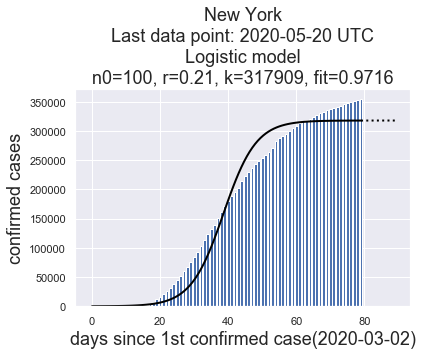 New York
Last data point: 2020-05-20 UTC
Logistic model
n0=100, r=0.21, k=317909, fit=0.9716
350000
300000
250000
200000
150000
100000
50000
0
confirmed cases
0 20 40 60 80
days since 1st confirmed case(2020-03-02)